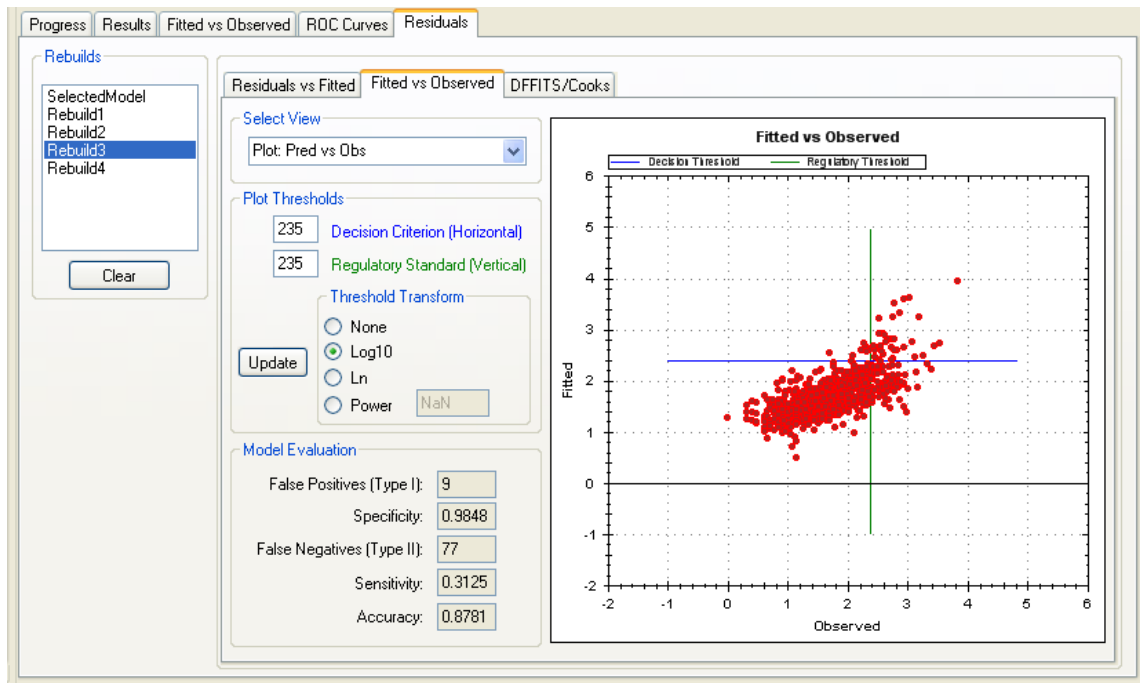 Progress Results Fitted vs Observed ROC Curves Residuals
Rebuilds
SelectedModel
Rebuild1
Rebuild2
Rebuild3
Rebuild4
Clear
Residuals vs Fitted Fitted vs Observed DFFITS/Cooks
Select View
Plot: Pred vs Obs
Plot Thresholds
235 Decision Criterion (Horizontal)
235 Regulatory Standard (Vertical)
Threshold Transform
None
Log10
Ln
Power NaN
Update
Model Evaluation
False Positives (Type I): 9
Specificity: 0.9848
False Negatives (Type II): 77
Sensitivity: 0.3125
Accuracy: 0.8781
Fitted vs Observed
Decision Threshold Regulatory Threshold
6
5
4
3
2
1
0
-1
-2
Fitted
-2 -1 0 1 2 3 4 5 6
Observed